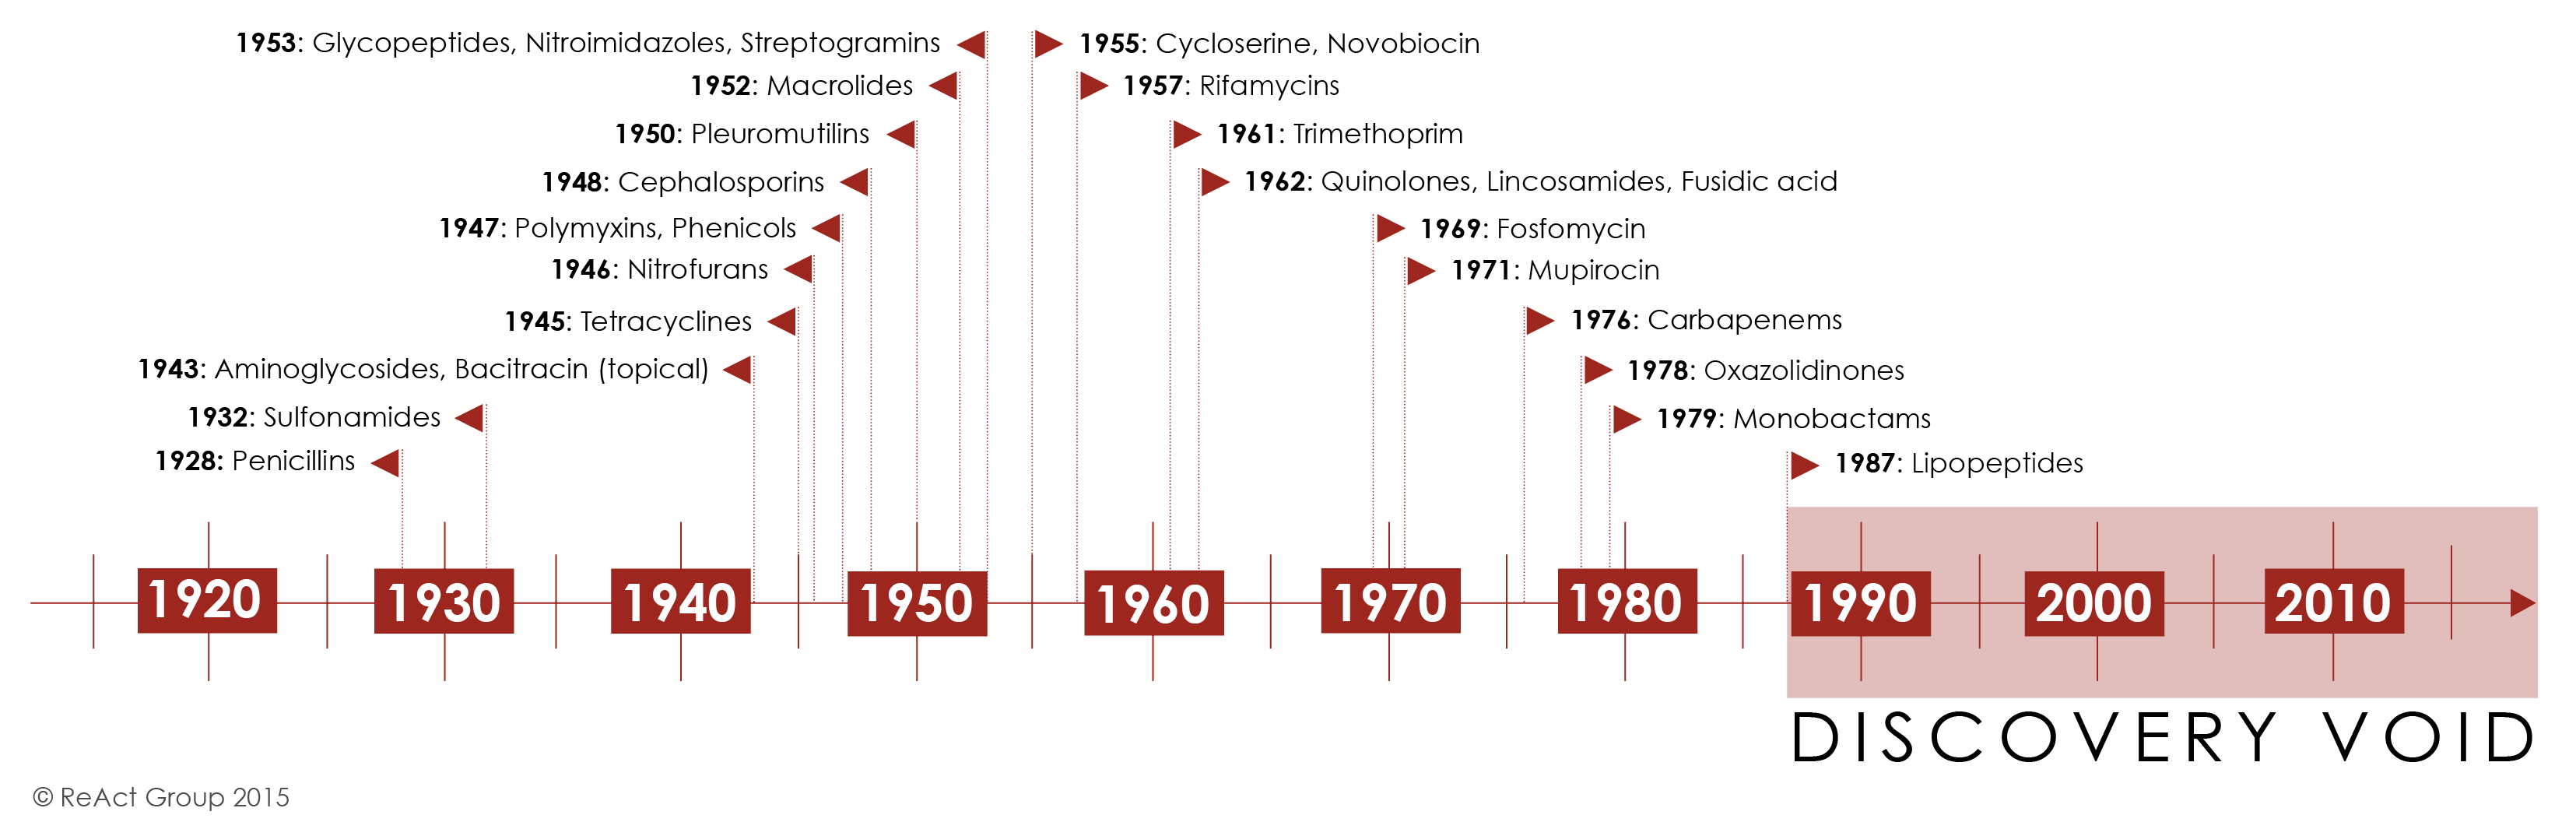 1953: Glycopeptides, Nitroimidazoles, Streptogramins
1952: Macrolides
1950: Pleuromutilins
1948: Cephalosporins
1947: Polymyxins, Phenicols
1946: Nitrofurans
1945: Tetracyclines
1943: Aminoglycosides, Bacitracin (topical)
1932: Sulfonamides
1928: Penicillins
1955: Cycloserine, Novobiocin
1957: Rifamycins
1961: Trimethoprim
1962: Quinolones, Lincosamides, Fusidic acid
1969: Fosfomycin
1971: Mupirocin
1976: Carbapenems
1978: Oxazolidinones
1979: Monobactams
1987: Lipopeptides
1920 1930 1940 1950 1960 1970 1980 1990 2000 2010
DISCOVERY VOID
© ReAct Group 2015